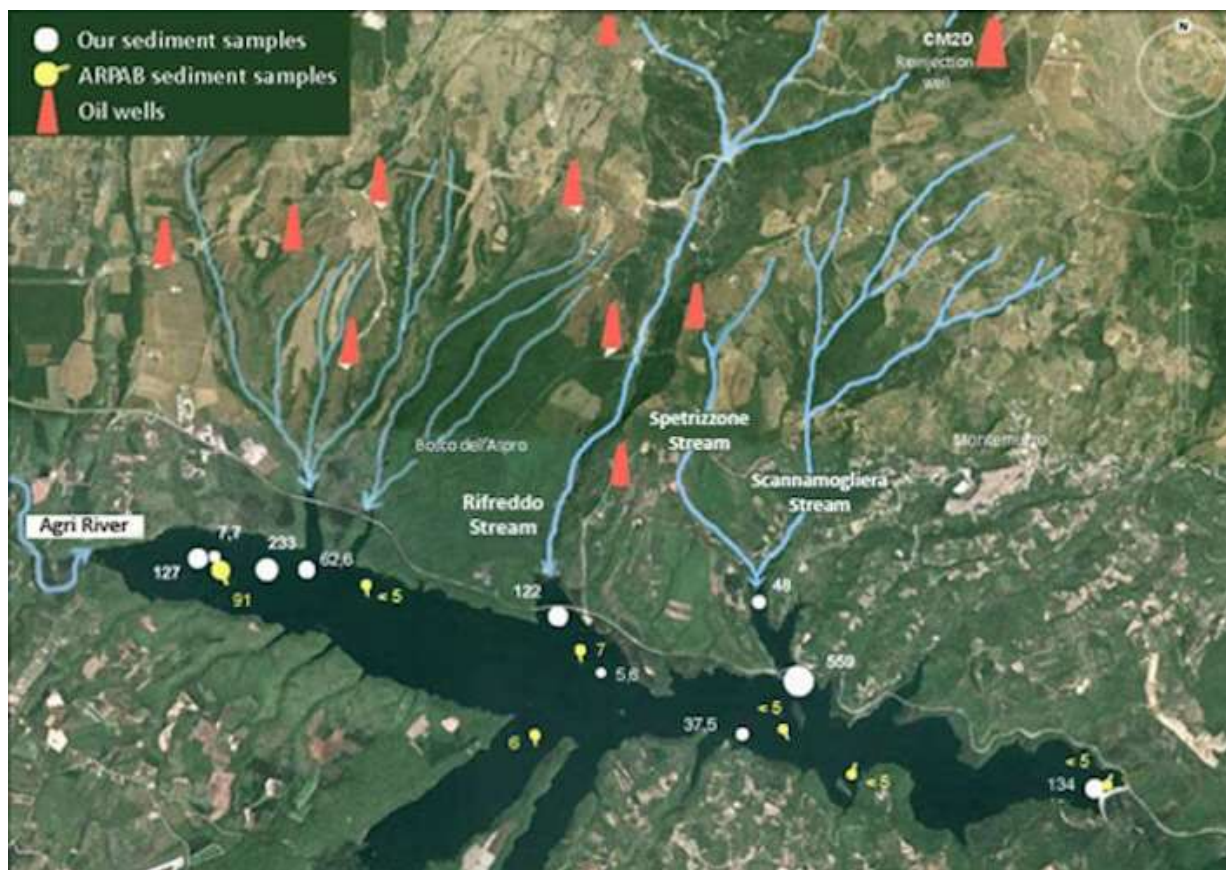 Our sediment samples
ARPAB sediment samples
Oil wells
CM2D
Reinjection
well
N
Bosco dell'Aspro
Spetrizzone
Stream
Montemurro
Scannamogliera
Stream
Rifreddo
Stream
Agri River
7,7
233
62,6
127
91
< 5
122
48
7
5,6
559
< 5
37,5
6
< 5
< 5
134